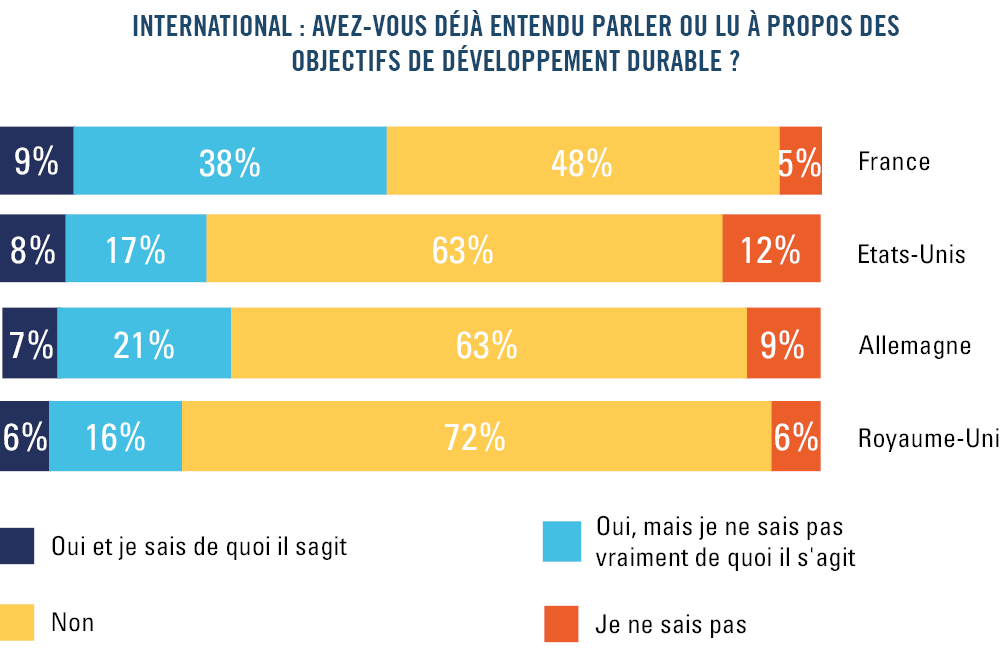 INTERNATIONAL : AVEZ-VOUS DÉJÀ ENTENDU PARLER OU LU À PROPOS DES
OBJECTIFS DE DÉVELOPPEMENT DURABLE ?
9% 38% 48% 5% France
8% 17% 63% 12% Etats-Unis
7% 21% 63% 9% Allemagne
6% 16% 72% 6% Royaume-Uni
Oui et je sais de quoi il sagit
Oui, mais je ne sais pas
vraiment de quoi il s'agit
Non
Je ne sais pas